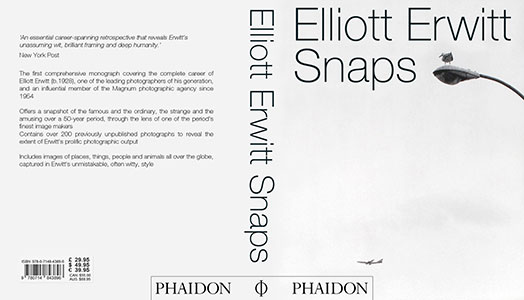 'An essential career-spanning retrospective that reveals Erwitt's
unassuming wit, brilliant framing and deep humanity.'
New York Post
The first comprehensive monograph covering the complete career of
Elliott Erwitt (b.1928), one of the leading photographers of his generation,
and an influential member of the Magnum photographic agency since
1954
Offers a snapshot of the famous and the ordinary, the strange and the
amusing over a 50-year period, through the lens of one of the period's
finest image makers
Contains over 200 previously unpublished photographs to reveal the
extent of Erwitt's prolific photographic output
Includes images of places, things, people and animals all over the globe,
captured in Erwitt's unmistakable, often witty, style
£ 29.95
$ 49.95
€ 39.95
PHAIDON
Elliott Erwitt Snaps
Φ
Elliott Erwitt
Snaps
PHAIDON